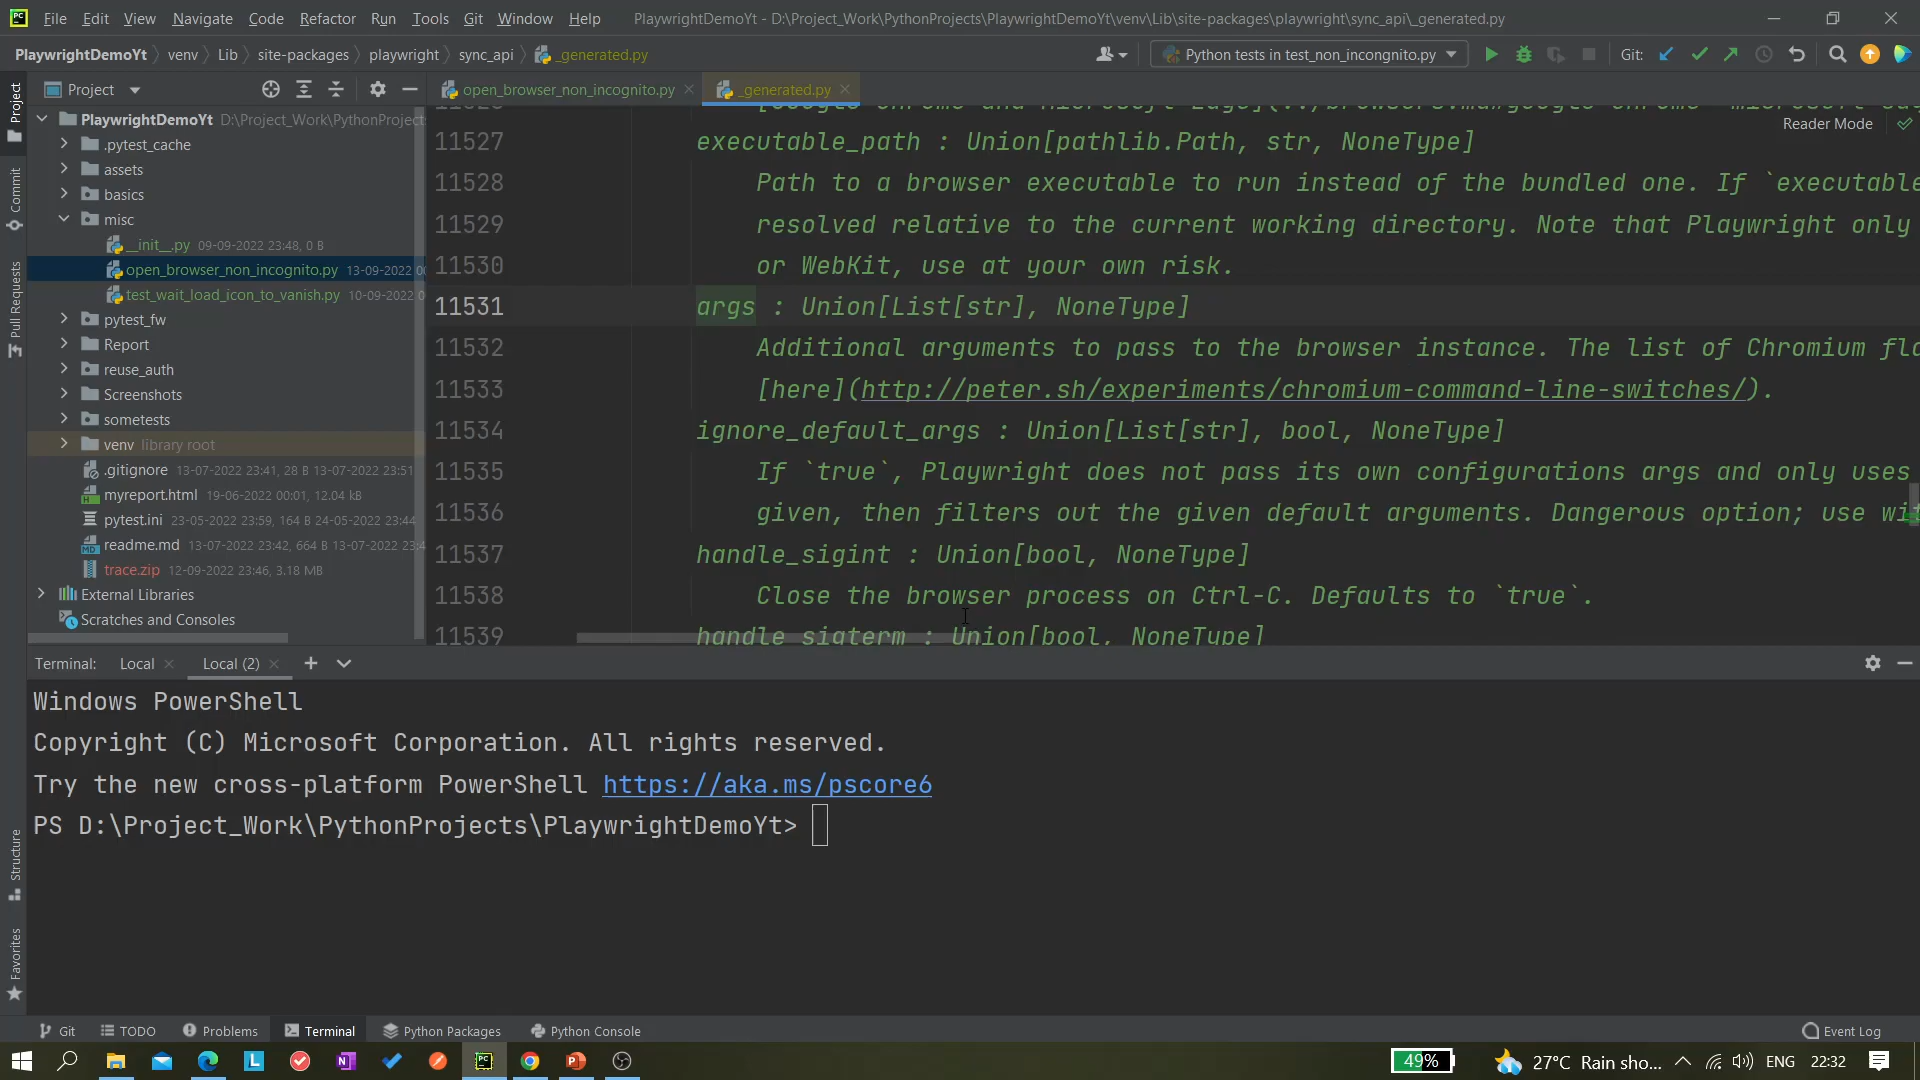 File Edit View Navigate Code Refactor Run Tools Git Window Help PlaywrightDemoYt - D:\Project_Work\PythonProjects\PlaywrightDemoYt\venv\Lib\site-packages\playwright\sync_api\_generated.py
PlaywrightDemoYt venv Lib site-packages playwright sync_api _generated.py Python tests in test_non_incongnito.py Git:
Project open_browser_non_incognito.py _generated.py
Reader Mode
PlaywrightDemoYt D:\Project_Work\PythonProject
.pytest_cache
assets
basics
misc
__init__.py 09-09-2022 23:48, 0 B
open_browser_non_incognito.py 13-09-2022
test_wait_load_icon_to_vanish.py 10-09-2022
pytest_fw
Report
reuse_auth
Screenshots
sometests
venv library root
.gitignore 13-07-2022 23:41, 28 B 13-07-2022 23:51
myreport.html 19-06-2022 00:01, 12.04 kB
pytest.ini 23-05-2022 23:59, 164 B 24-05-2022 23:44
readme.md 13-07-2022 23:42, 664 B 13-07-2022
trace.zip 12-09-2022 23:46, 3.18 MB
External Libraries
Scratches and Consoles
11527 executable_path : Union[pathlib.Path, str, NoneType]
11528 Path to a browser executable to run instead of the bundled one. If `executable
11529 resolved relative to the current working directory. Note that Playwright only
11530 or WebKit, use at your own risk.
11531 args : Union[List[str], NoneType]
11532 Additional arguments to pass to the browser instance. The list of Chromium
11533 [here](http://peter.sh/experiments/chromium-command-line-switches/).
11534 ignore_default_args : Union[List[str], bool, NoneType]
11535 If `true`, Playwright does not pass its own configurations args and only uses
11536 given, then filters out the given default arguments. Dangerous option; use
11537 handle_sigint : Union[bool, NoneType]
11538 Close the browser process on Ctrl-C. Defaults to `true`.
11539 handle_sigterm : Union[bool, NoneType]
Terminal: Local Local (2)
Windows PowerShell
Copyright (C) Microsoft Corporation. All rights reserved.
Try the new cross-platform PowerShell https://aka.ms/pscore6
PS D:\Project_Work\PythonProjects\PlaywrightDemoYt>
Project
Commit
Pull Requests
Structure
Favorites
Git TODO Problems Terminal Python Packages Python Console Event Log
49% 27°C Rain sho... ENG 22:32